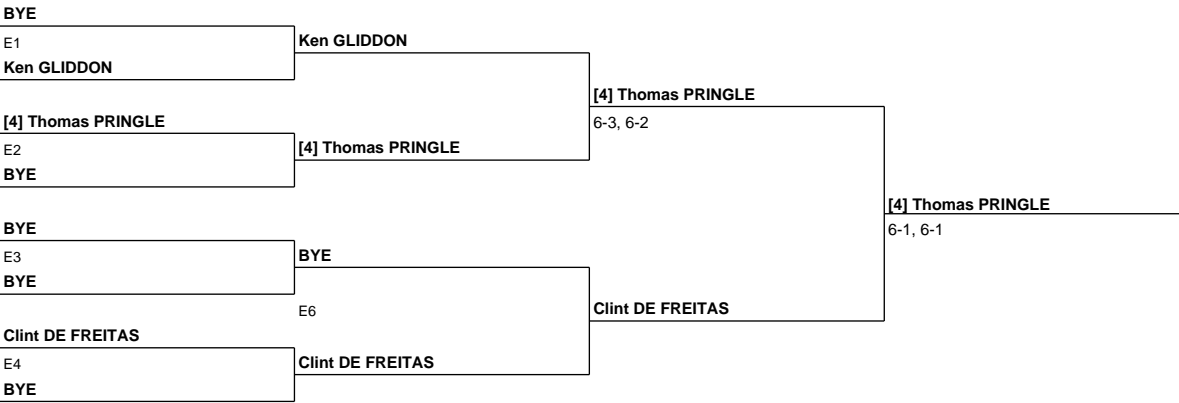 BYE
E1
Ken GLIDDON
Ken GLIDDON
[4] Thomas PRINGLE
6-3, 6-2
[4] Thomas PRINGLE
E2
[4] Thomas PRINGLE
BYE
[4] Thomas PRINGLE
6-1, 6-1
BYE
E3
BYE
BYE
E6
Clint DE FREITAS
Clint DE FREITAS
E4
Clint DE FREITAS
BYE